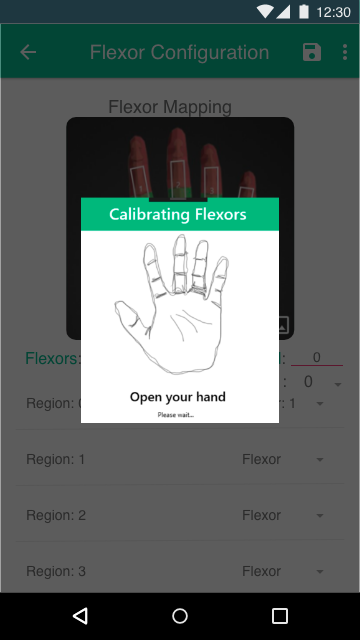 12:30
Flexor Configuration
Flexor Mapping
Calibrating Flexors
Flexors: : 0
: 0
Open your hand
Region: : 1
Please wait...
Region: 1 Flexor
Region: 2 Flexor
Region: 3 Flexor